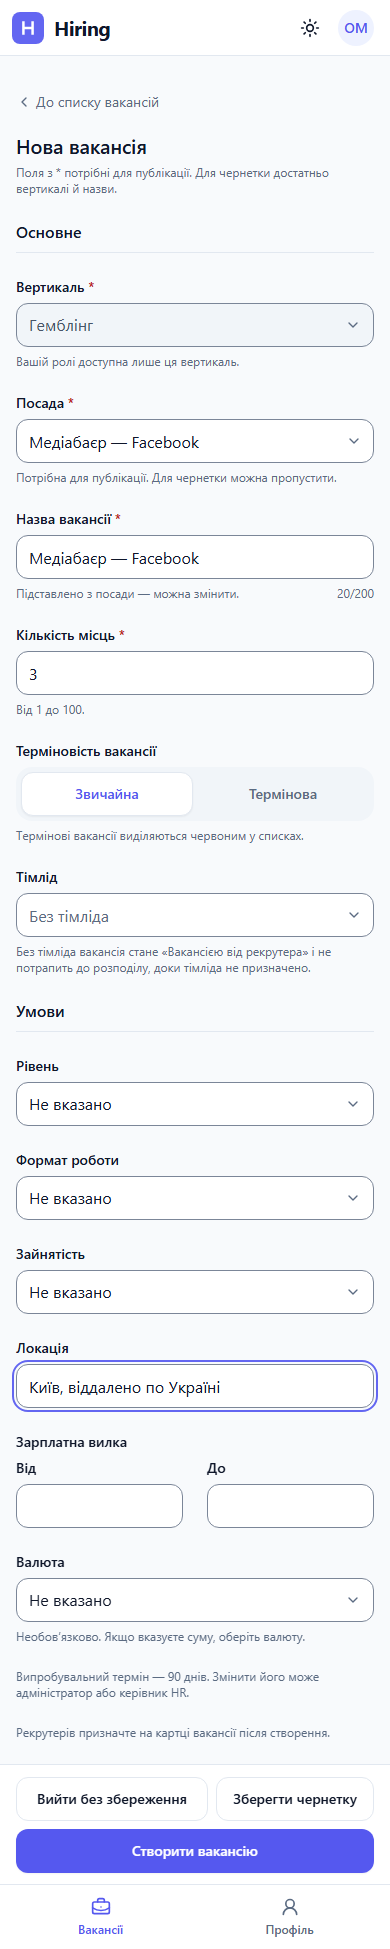 H Hiring
ОМ
До списку вакансій
Нова вакансія
Поля з * потрібні для публікації. Для чернетки достатньо
вертикалі й назви.
Основне
Вертикаль *
Гемблінг
Вашій ролі доступна лише ця вертикаль.
Посада *
Медіабаєр — Facebook
Потрібна для публікації. Для чернетки можна пропустити.
Назва вакансії *
Медіабаєр — Facebook
Підставлено з посади — можна змінити. 20/200
Кількість місць *
3
Від 1 до 100.
Терміновість вакансії
Звичайна Термінова
Термінові вакансії виділяються червоним у списках.
Тімлід
Без тімліда
Без тімліда вакансія стане «Вакансією від рекрутера» і не
потрапить до розподілу, доки тімліда не призначено.
Умови
Рівень
Не вказано
Формат роботи
Не вказано
Зайнятість
Не вказано
Локація
Київ, віддалено по Україні
Зарплатна вилка
Від До
Валюта
Не вказано
Необов'язково. Якщо вказуєте суму, оберіть валюту.
Випробувальний термін — 90 днів. Змінити його може
адміністратор або керівник HR.
Рекрутерів призначте на картці вакансії після створення.
Вийти без збереження Зберегти чернетку
Створити вакансію
Вакансії Профіль